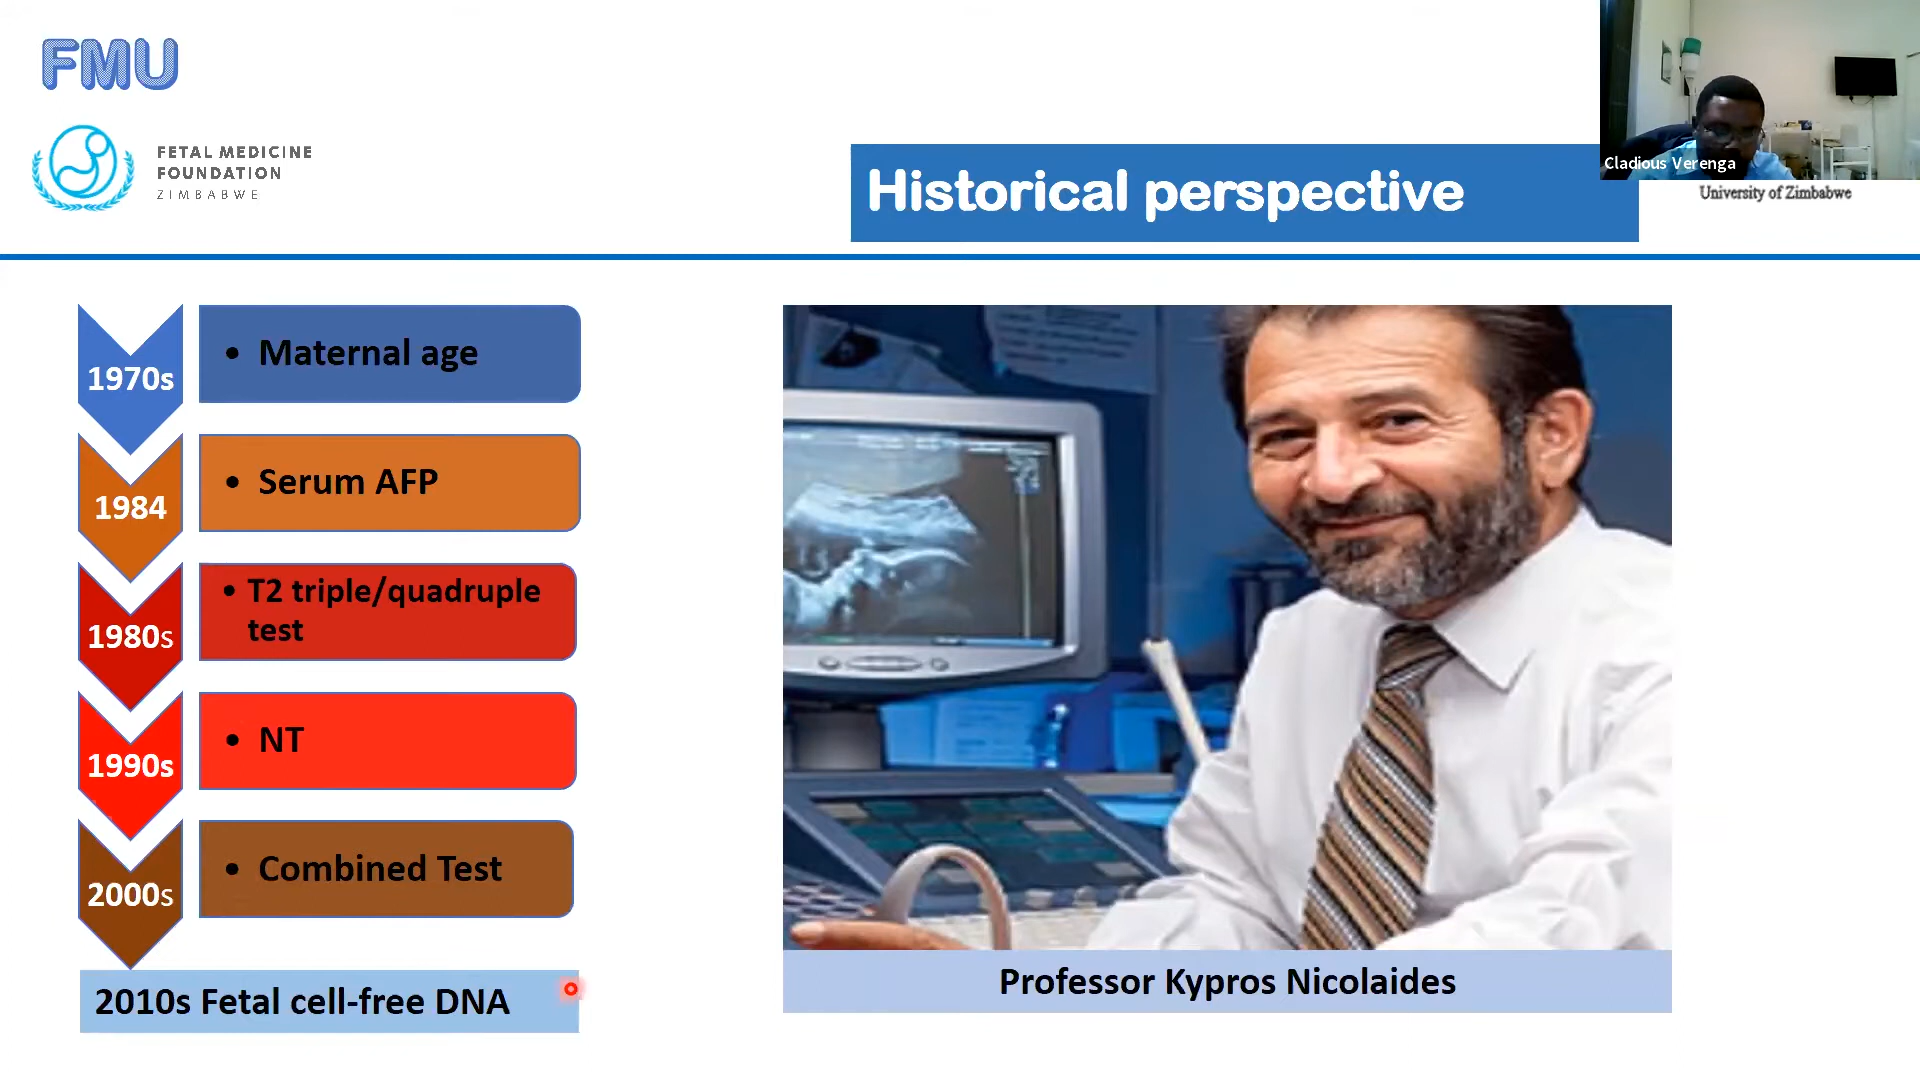 FMU
FETAL MEDICINE
FOUNDATION
ZIMBABWE
Historical perspective
Cladious Verenga
University of Zimbabwe
1970s
• Maternal age
1984
• Serum AFP
1980s
• T2 triple/quadruple
test
1990s
• NT
2000s
• Combined Test
2010s Fetal cell-free DNA
Professor Kypros Nicolaides